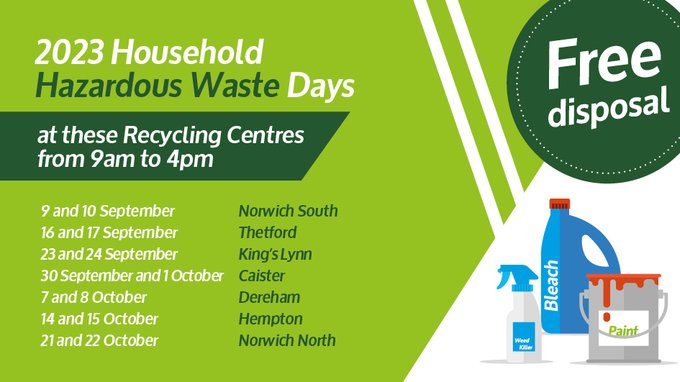 2023 Household
Hazardous Waste Days
at these Recycling Centres
from 9am to 4pm
9 and 10 September Norwich South
16 and 17 September Thetford
23 and 24 September King's Lynn
30 September and 1 October Caister
7 and 8 October Dereham
14 and 15 October Hempton
21 and 22 October Norwich North
Free
disposal
Bleach
Weed
Killer
Paint